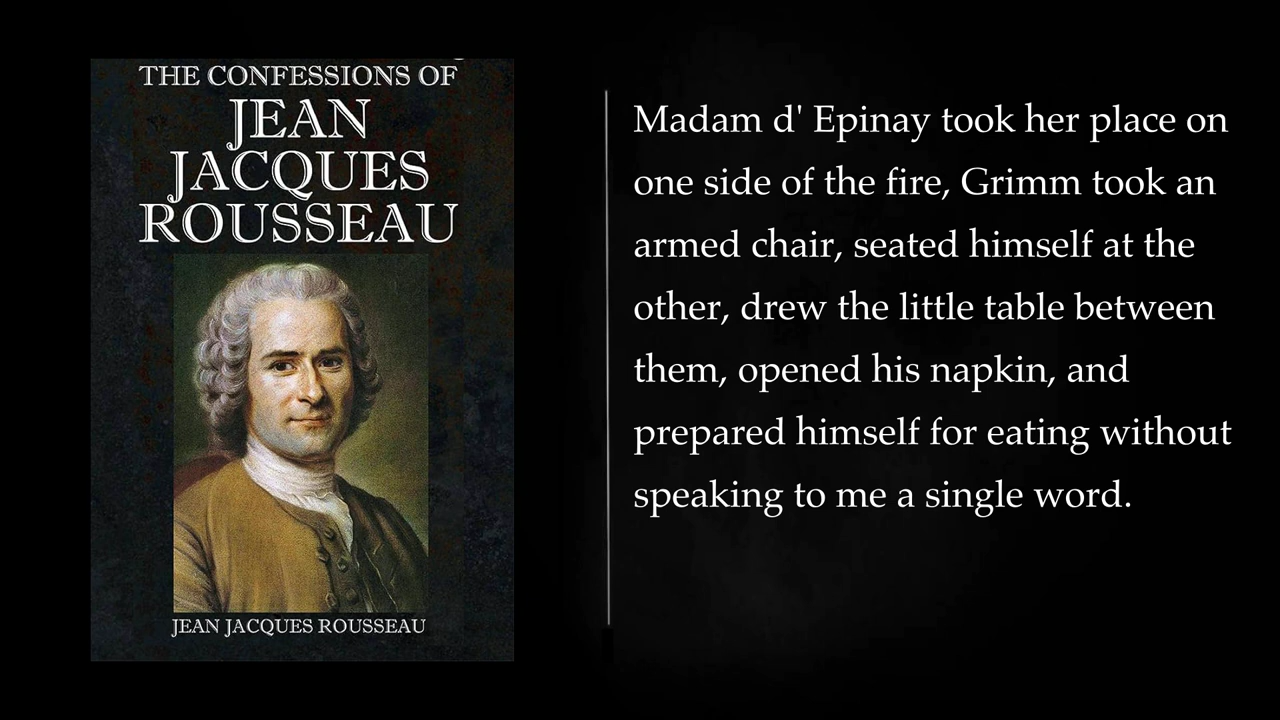 THE CONFESSIONS OF
JEAN
JACQUES
ROUSSEAU
JEAN JACQUES ROUSSEAU
Madam d' Epinay took her place on
one side of the fire, Grimm took an
armed chair, seated himself at the
other, drew the little table between
them, opened his napkin, and
prepared himself for eating without
speaking to me a single word.